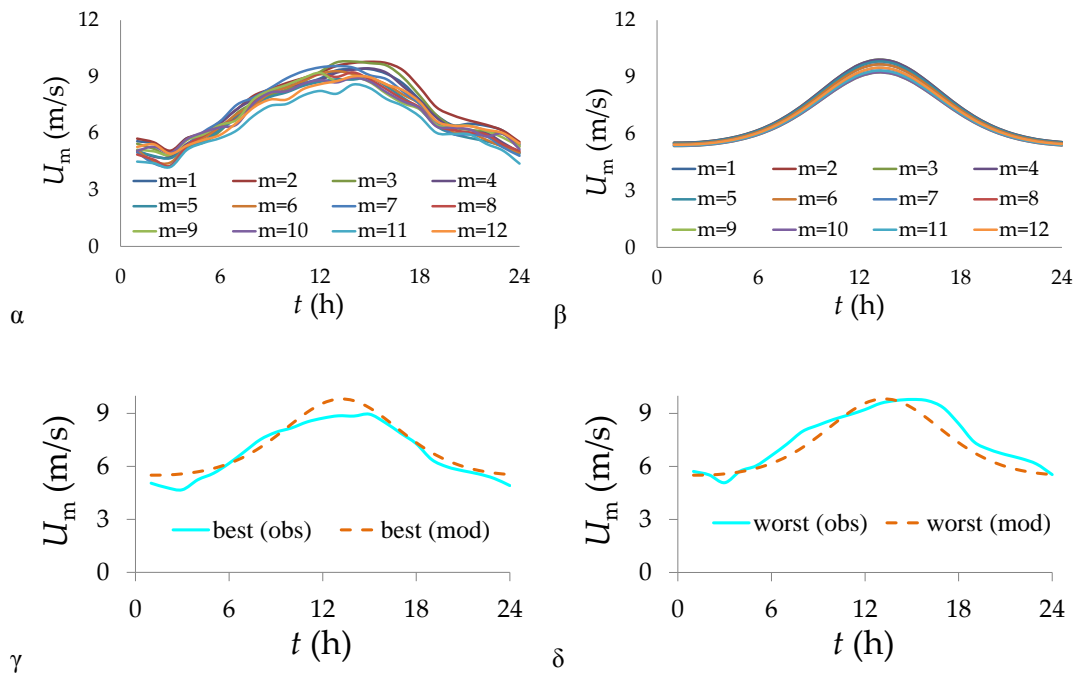 12
9
6
3
0
U_m (m/s)
m=1 m=2 m=3 m=4
m=5 m=6 m=7 m=8
m=9 m=10 m=11 m=12
0 6 12 18 24
t (h)
α
12
9
6
3
0
U_m (m/s)
m=1 m=2 m=3 m=4
m=5 m=6 m=7 m=8
m=9 m=10 m=11 m=12
0 6 12 18 24
t (h)
β
9
6
3
0
U_m (m/s)
best (obs) best (mod)
0 6 12 18 24
t (h)
γ
9
6
3
0
U_m (m/s)
worst (obs) worst (mod)
0 6 12 18 24
t (h)
δ